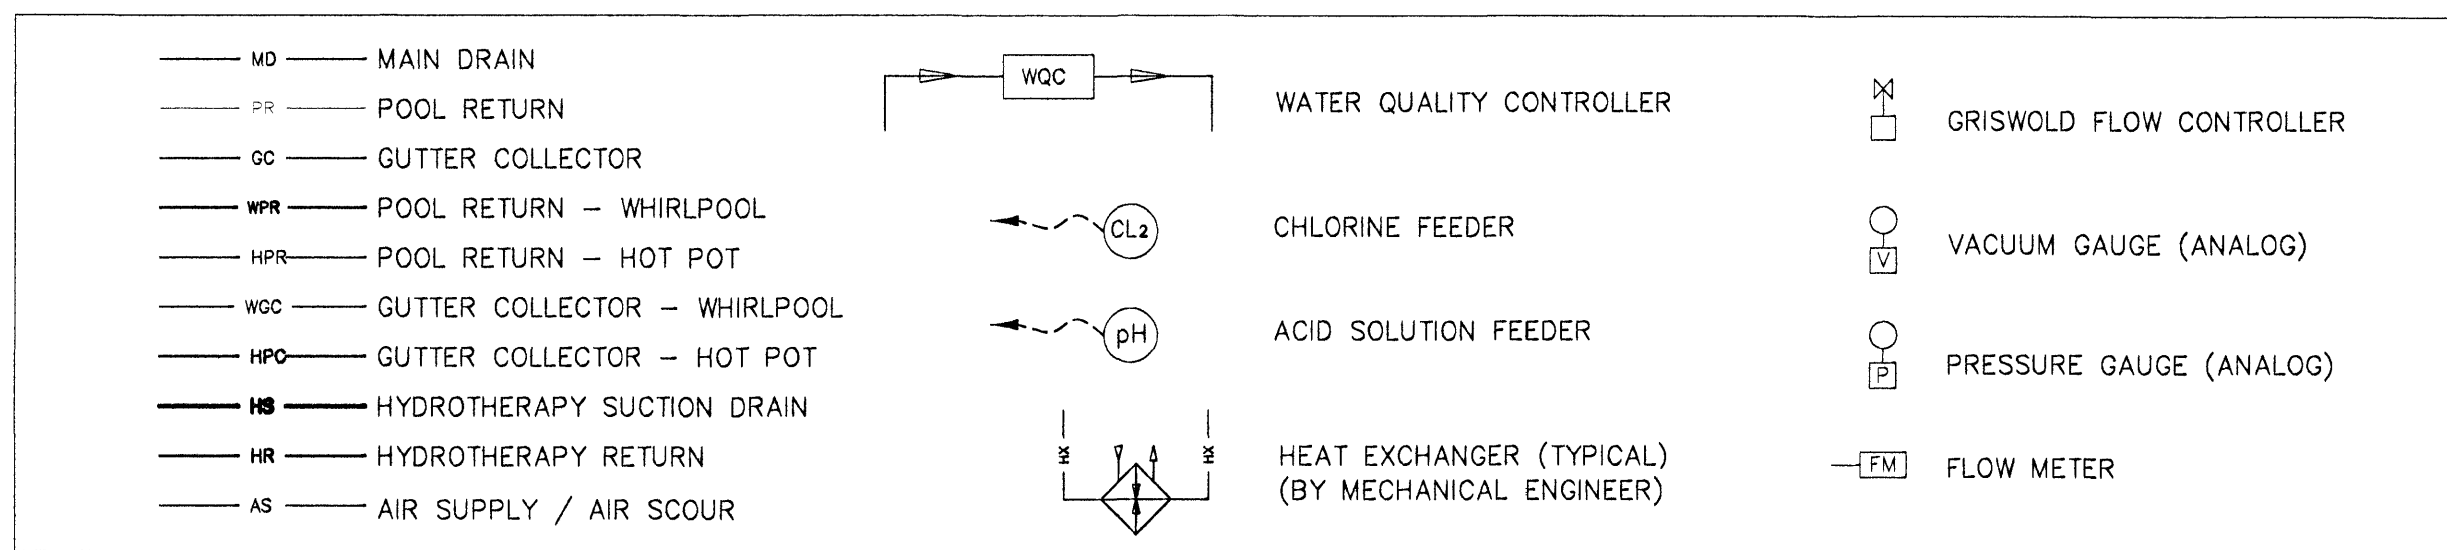 MD MAIN DRAIN
PR POOL RETURN
GC GUTTER COLLECTOR
WPR POOL RETURN – WHIRLPOOL
HPR POOL RETURN – HOT POT
WGC GUTTER COLLECTOR – WHIRLPOOL
HPC GUTTER COLLECTOR – HOT POT
HS HYDROTHERAPY SUCTION DRAIN
HR HYDROTHERAPY RETURN
AS AIR SUPPLY / AIR SCOUR
WQC WATER QUALITY CONTROLLER
CL2 CHLORINE FEEDER
pH ACID SOLUTION FEEDER
HX HX HEAT EXCHANGER (TYPICAL)
(BY MECHANICAL ENGINEER)
GRISWOLD FLOW CONTROLLER
V VACUUM GAUGE (ANALOG)
P PRESSURE GAUGE (ANALOG)
FM FLOW METER